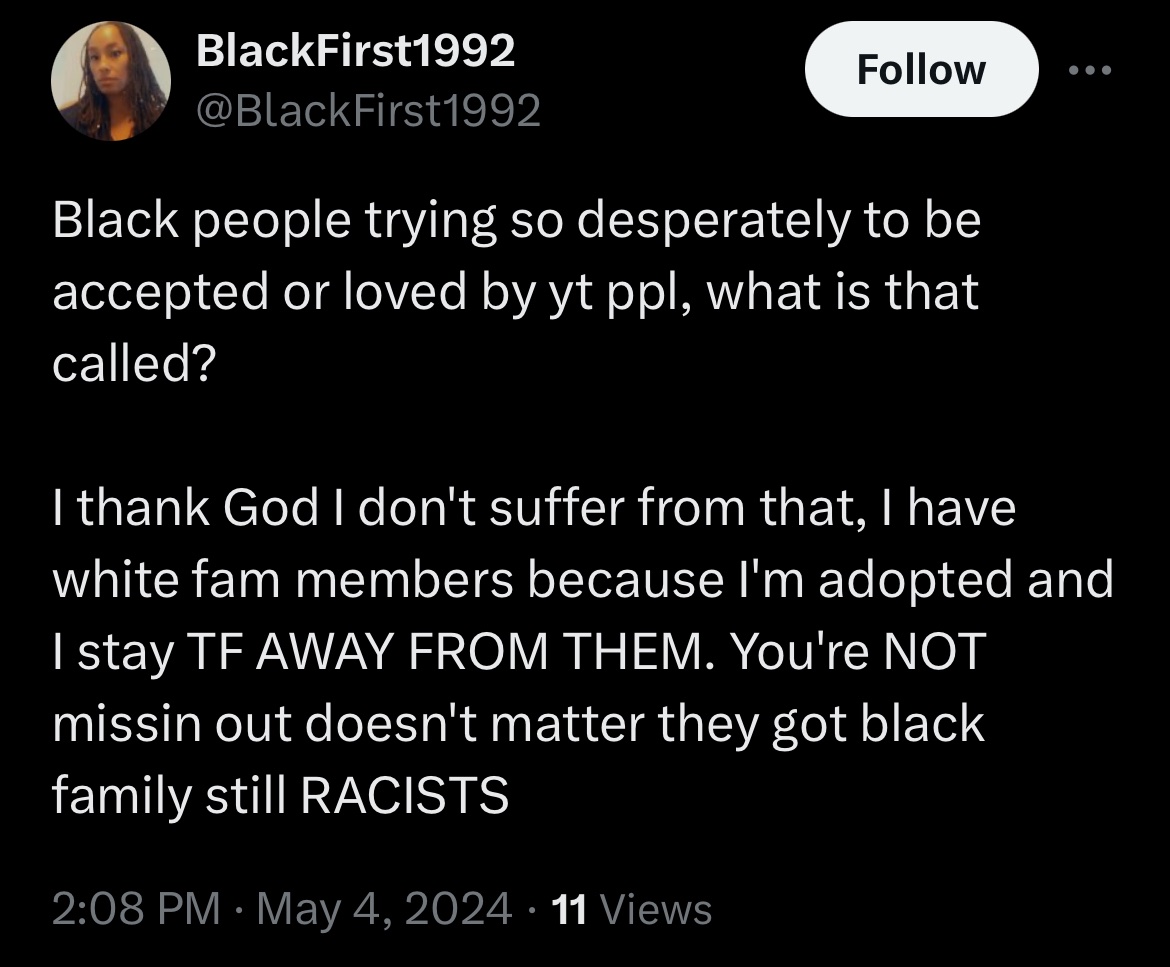 BlackFirst1992
@BlackFirst1992
Follow
Black people trying so desperately to be
accepted or loved by yt ppl, what is that
called?
I thank God I don't suffer from that, I have
white fam members because I'm adopted and
I stay TF AWAY FROM THEM. You're NOT
missin out doesn't matter they got black
family still RACISTS
2:08 PM · May 4, 2024 · 11 Views